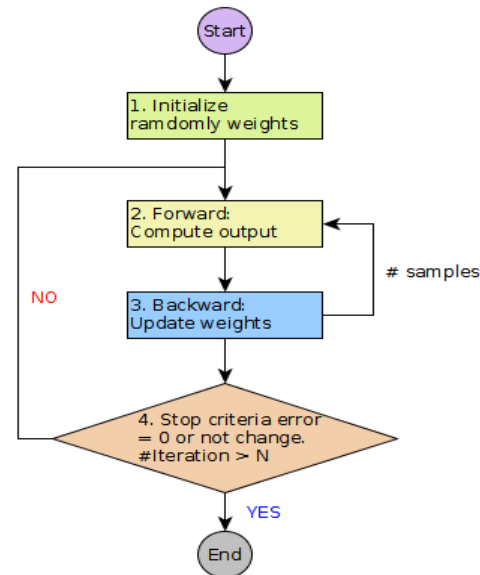 Start
1. Initialize
ramdomly weights
2. Forward:
Compute output
# samples
NO
3. Backward:
Update weights
4. Stop criteria error
= 0 or not change.
#Iteration > N
YES
End